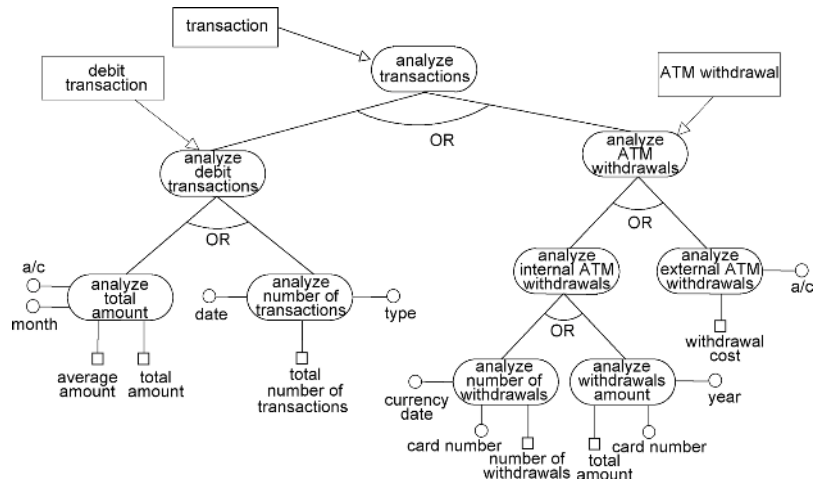 transaction
analyze
transactions
debit
transaction
ATM withdrawal
OR
analyze
debit
transactions
analyze
ATM
withdrawals
OR
OR
a/c
month
analyze
total
amount
date
analyze
number of
transactions
type
analyze
internal ATM
withdrawals
analyze
external ATM
withdrawals
a/c
average
amount
total
amount
total
number of
transactions
OR
withdrawal
cost
currency
date
analyze
number of
withdrawals
analyze
withdrawals
amount
year
card number
number of
withdrawals
total
amount
card number